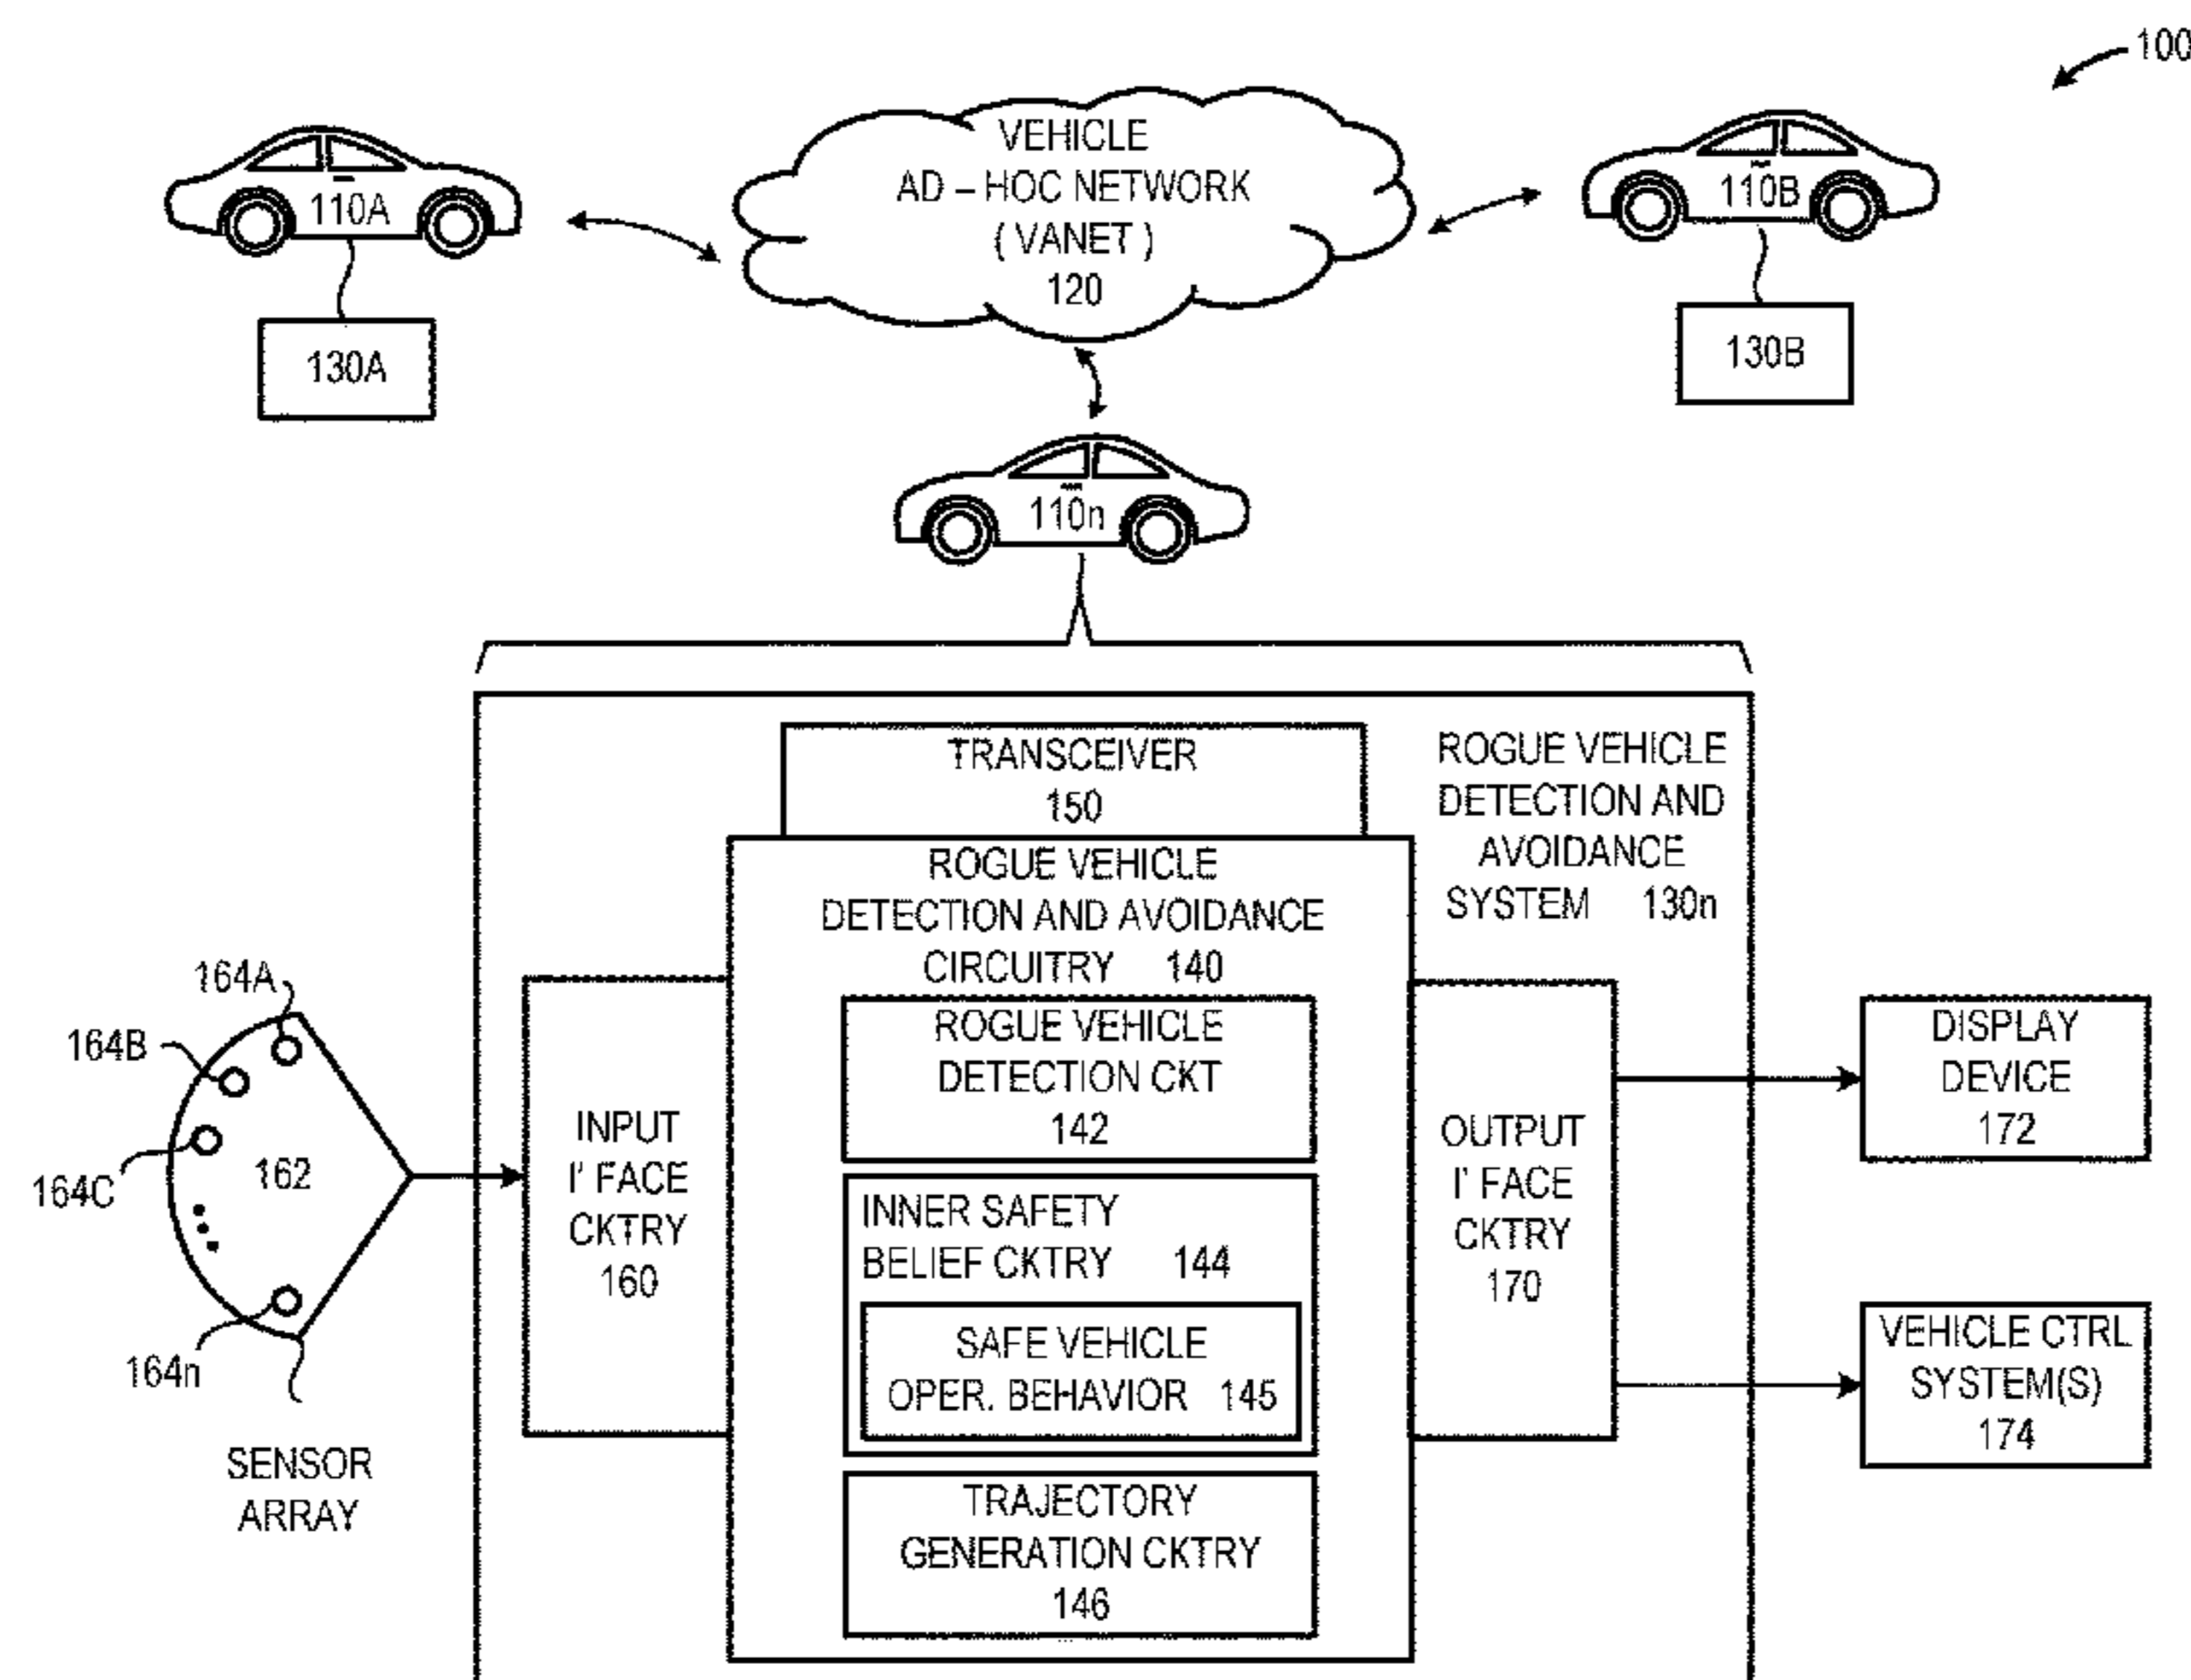 100
VEHICLE
AD – HOC NETWORK
( VANET )
120
110A
110B
130A
130B
110n
TRANSCEIVER
150
ROGUE VEHICLE
DETECTION AND
AVOIDANCE
SYSTEM 130n
ROGUE VEHICLE
DETECTION AND AVOIDANCE
CIRCUITRY 140
ROGUE VEHICLE
DETECTION CKT
142
INNER SAFETY
BELIEF CKTRY 144
SAFE VEHICLE
OPER. BEHAVIOR 145
TRAJECTORY
GENERATION CKTRY
146
164A
164B
164C
162
164n
SENSOR
ARRAY
INPUT
I' FACE
CKTRY
160
OUTPUT
I' FACE
CKTRY
170
DISPLAY
DEVICE
172
VEHICLE CTRL
SYSTEM(S)
174